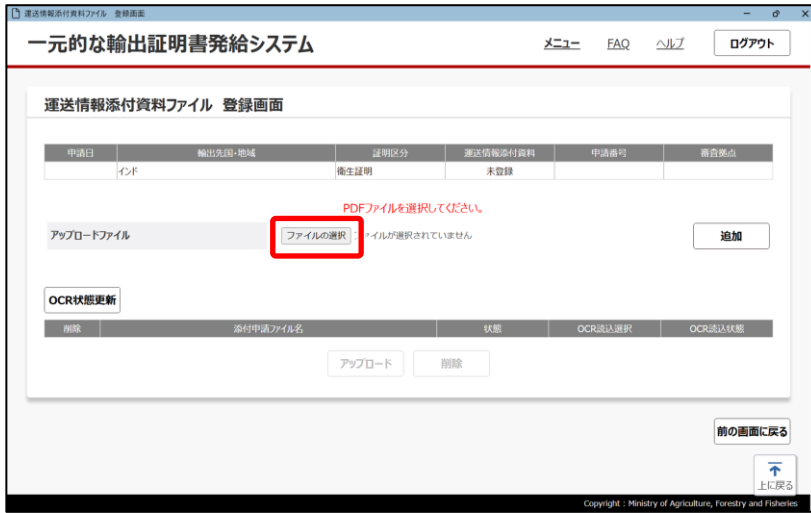 運送情報添付資料ファイル 登録画面
一元的な輸出証明書発給システム
メニュー FAQ ヘルプ ログアウト
運送情報添付資料ファイル 登録画面
申請日 輸出先国・地域 証明区分 運送情報添付資料 申請番号 審査拠点
インド 衛生証明 未登録
PDFファイルを選択してください。
アップロードファイル ファイルの選択 ファイルが選択されていません 追加
OCR状態更新
削除 添付申請ファイル名 状態 OCR読込選択 OCR読込状態
アップロード 削除
前の画面に戻る
上に戻る
Copyright : Ministry of Agriculture, Forestry and Fisheries